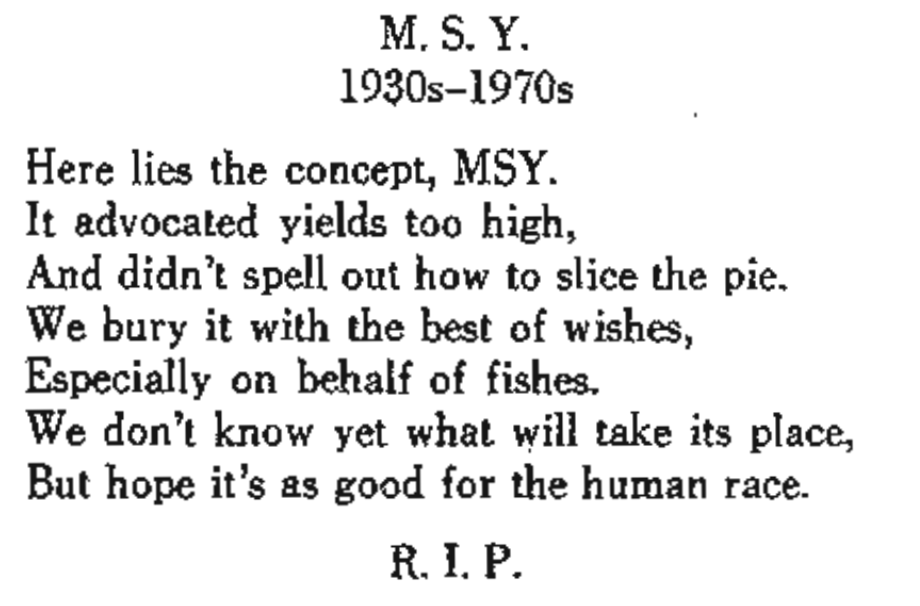 M. S. Y.
1930s–1970s
Here lies the concept, MSY.
It advocated yields too high,
And didn't spell out how to slice the pie.
We bury it with the best of wishes,
Especially on behalf of fishes.
We don't know yet what will take its place,
But hope it's as good for the human race.
R. I. P.